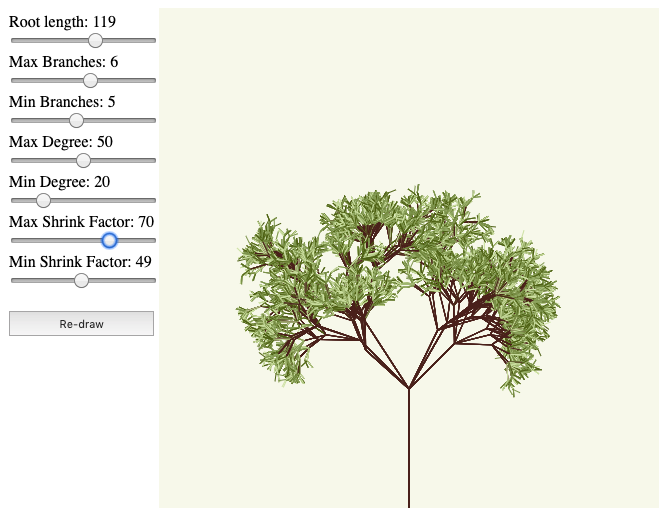 Root length: 119
Max Branches: 6
Min Branches: 5
Max Degree: 50
Min Degree: 20
Max Shrink Factor: 70
Min Shrink Factor: 49
Re-draw